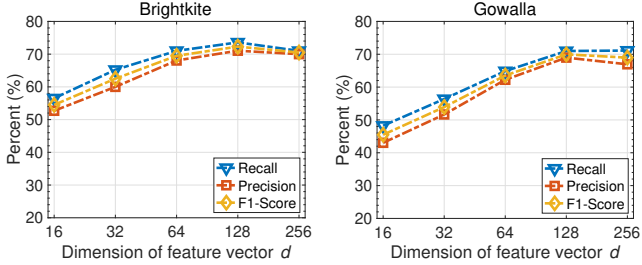 Brightkite
80
70
60
50
40
30
20
Percent (%)
Recall
Precision
F1-Score
16 32 64 128 256
Dimension of feature vector d
Gowalla
80
70
60
50
40
30
20
Percent (%)
Recall
Precision
F1-Score
16 32 64 128 256
Dimension of feature vector d